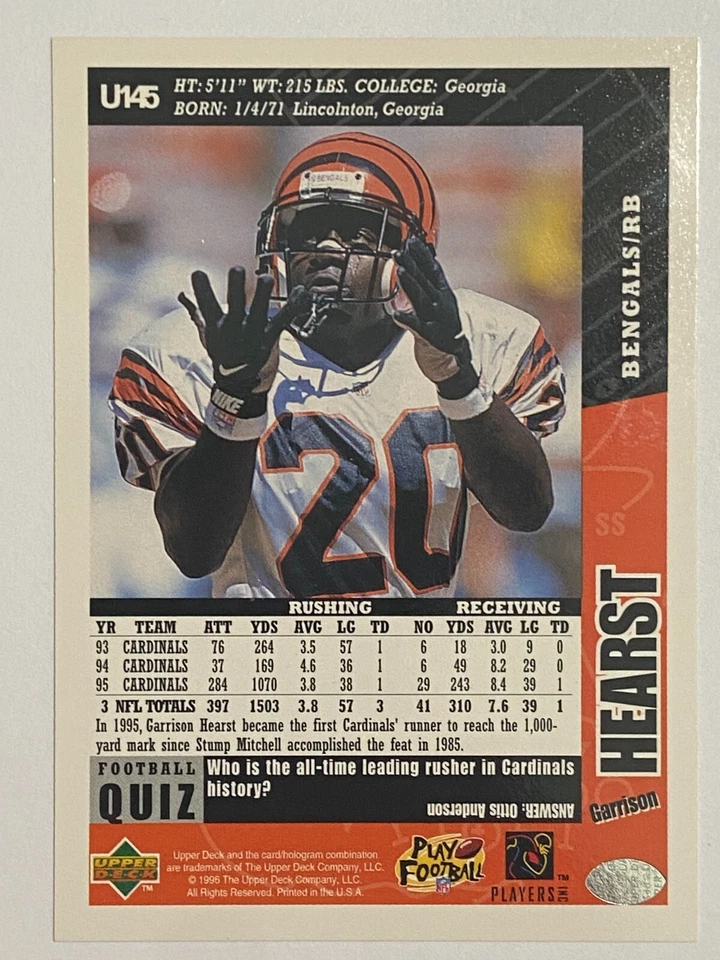 U145
HT: 5'11" WT: 215 LBS. COLLEGE: Georgia
BORN: 1/4/71 Lincolnton, Georgia
BENGALS/RB
BENGALS
NIKE
20
20
SS
HEARST
Garrison
RUSHING RECEIVING
YR TEAM ATT YDS AVG LG TD NO YDS AVG LG TD
93 CARDINALS 76 264 3.5 57 1 6 18 3.0 9 0
94 CARDINALS 37 169 4.6 36 1 6 49 8.2 29 0
95 CARDINALS 284 1070 3.8 38 1 29 243 8.4 39 1
3 NFL TOTALS 397 1503 3.8 57 3 41 310 7.6 39 1
In 1995, Garrison Hearst became the first Cardinals' runner to reach the 1,000-
yard mark since Stump Mitchell accomplished the feat in 1985.
FOOTBALL
QUIZ
Who is the all-time leading rusher in Cardinals
history?
ANSWER: Ottis Anderson
UPPER
DECK
TM
Upper Deck and the card/hologram combination
are trademarks of The Upper Deck Company, LLC.
© 1996 The Upper Deck Company, LLC.
All Rights Reserved. Printed in the U.S.A.
PLAY
FOOTBALL
NFL
PLAYERS INC
TM